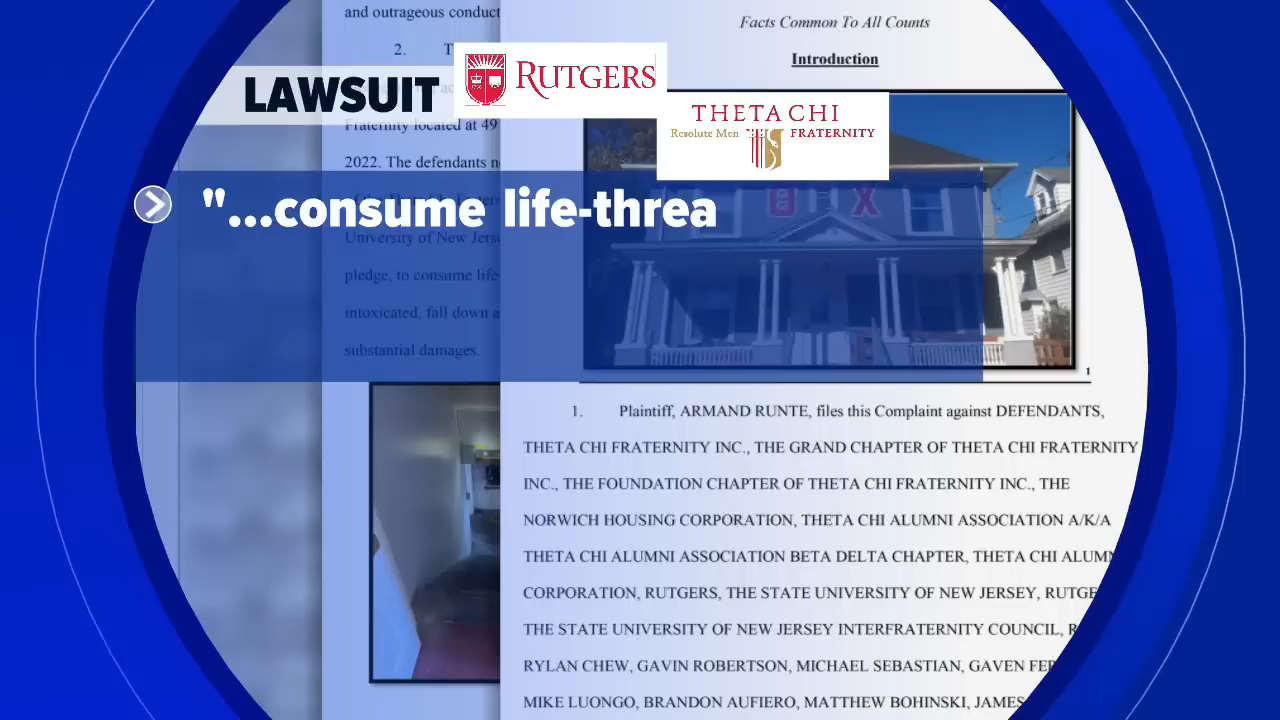 and outrageous conduct
2. T
LAWSUIT
RUTGERS
Fraternity located at 49
2022. The defendants
University of New Jers
pledge, to consume life
intoxicated, fall down a
substantial damages.
Facts Common To All Counts
Introduction
THETA CHI
Resolute Men FRATERNITY
Θ Χ
"...consume life-threa
1
1. Plaintiff, ARMAND RUNTE, files this Complaint against DEFENDANTS,
THETA CHI FRATERNITY INC., THE GRAND CHAPTER OF THETA CHI FRATERNITY
INC., THE FOUNDATION CHAPTER OF THETA CHI FRATERNITY INC., THE
NORWICH HOUSING CORPORATION, THETA CHI ALUMNI ASSOCIATION A/K/A
THETA CHI ALUMNI ASSOCIATION BETA DELTA CHAPTER, THETA CHI ALUMN
CORPORATION, RUTGERS, THE STATE UNIVERSITY OF NEW JERSEY, RUTGE
THE STATE UNIVERSITY OF NEW JERSEY INTERFRATERNITY COUNCIL, R
RYLAN CHEW, GAVIN ROBERTSON, MICHAEL SEBASTIAN, GAVEN
MIKE LUONGO, BRANDON AUFIERO, MATTHEW BOHINSKI, JAMES